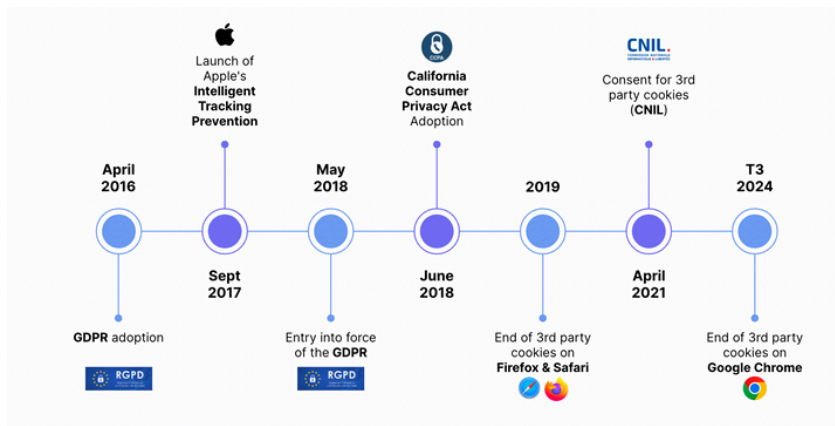 CCPA
CNIL.
Launch of
Apple's
Intelligent
Tracking
Prevention
California
Consumer
Privacy Act
Adoption
Consent for 3rd
party cookies
(CNIL)
April
2016
May
2018
2019
T3
2024
Sept
2017
June
2018
April
2021
GDPR adoption
RGPD
Entry into force
of the GDPR
RGPD
End of 3rd party
cookies on
Firefox & Safari
End of 3rd party
cookies on
Google Chrome